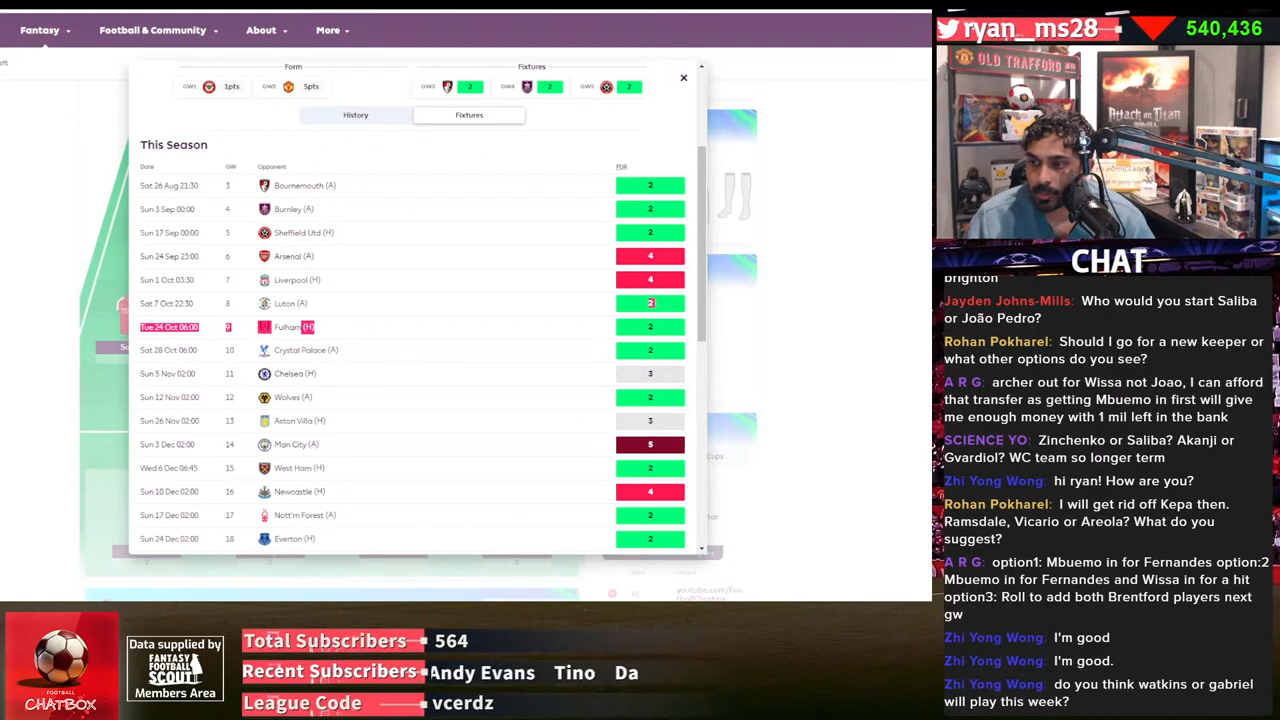 Fantasy Football & Community About More
ryan_ms28 540,436
Form Fixtures
GW1 1pts GW2 5pts GW3 2 GW4 2 GW5 2
History Fixtures
This Season
Date GW Opponent FDR
Sat 26 Aug 21:30 3 Bournemouth (A) 2
Sun 3 Sep 00:00 4 Burnley (A) 2
Sun 17 Sep 00:00 5 Sheffield Utd (H) 2
Sun 24 Sep 23:00 6 Arsenal (A) 4
Sun 1 Oct 03:30 7 Liverpool (H) 4
Sat 7 Oct 22:30 8 Luton (A) 2
Tue 24 Oct 06:00 9 Fulham (H) 2
Sat 28 Oct 06:00 10 Crystal Palace (A) 2
Sun 5 Nov 02:00 11 Chelsea (H) 3
Sun 12 Nov 02:00 12 Wolves (A) 2
Sun 26 Nov 02:00 13 Aston Villa (H) 3
Sun 3 Dec 02:00 14 Man City (A) 5
Wed 6 Dec 06:45 15 West Ham (H) 2
Sun 10 Dec 02:00 16 Newcastle (H) 4
Sun 17 Dec 02:00 17 Nott'm Forest (A) 2
Sun 24 Dec 02:00 18 Everton (H) 2
Cups
youtube.com/Foo
OLD TRAFFORD
Attack on Titan
CHAT
brighton
Jayden Johns-Mills: Who would you start Saliba
or João Pedro?
Rohan Pokharel: Should I go for a new keeper or
what other options do you see?
A R G: archer out for Wissa not Joao, I can afford
that transfer as getting Mbuemo in first will give
me enough money with 1 mil left in the bank
SCIENCE YO: Zinchenko or Saliba? Akanji or
Gvardiol? WC team so longer term
Zhi Yong Wong: hi ryan! How are you?
Rohan Pokharel: I will get rid off Kepa then.
Ramsdale, Vicario or Areola? What do you
suggest?
A R G: option1: Mbuemo in for Fernandes option:2
Mbuemo in for Fernandes and Wissa in for a hit
option3: Roll to add both Brentford players next
gw
Zhi Yong Wong: I'm good
Zhi Yong Wong: I'm good.
Zhi Yong Wong: do you think watkins or gabriel
will play this week?
FOOTBALL
CHATBOX
Data supplied by
FANTASY
FOOTBALL
SCOUT
Members Area
Total Subscribers 564
Recent Subscribers Andy Evans Tino Da
League Code vcerdz